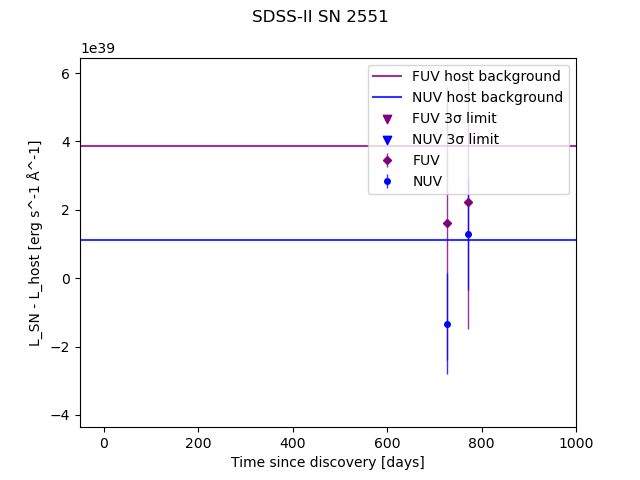 SDSS-II SN 2551
1e39
FUV host background
NUV host background
FUV 3σ limit
NUV 3σ limit
FUV
NUV
L_SN - L_host [erg s^-1 Å^-1]
6
4
2
0
−2
−4
0 200 400 600 800 1000
Time since discovery [days]